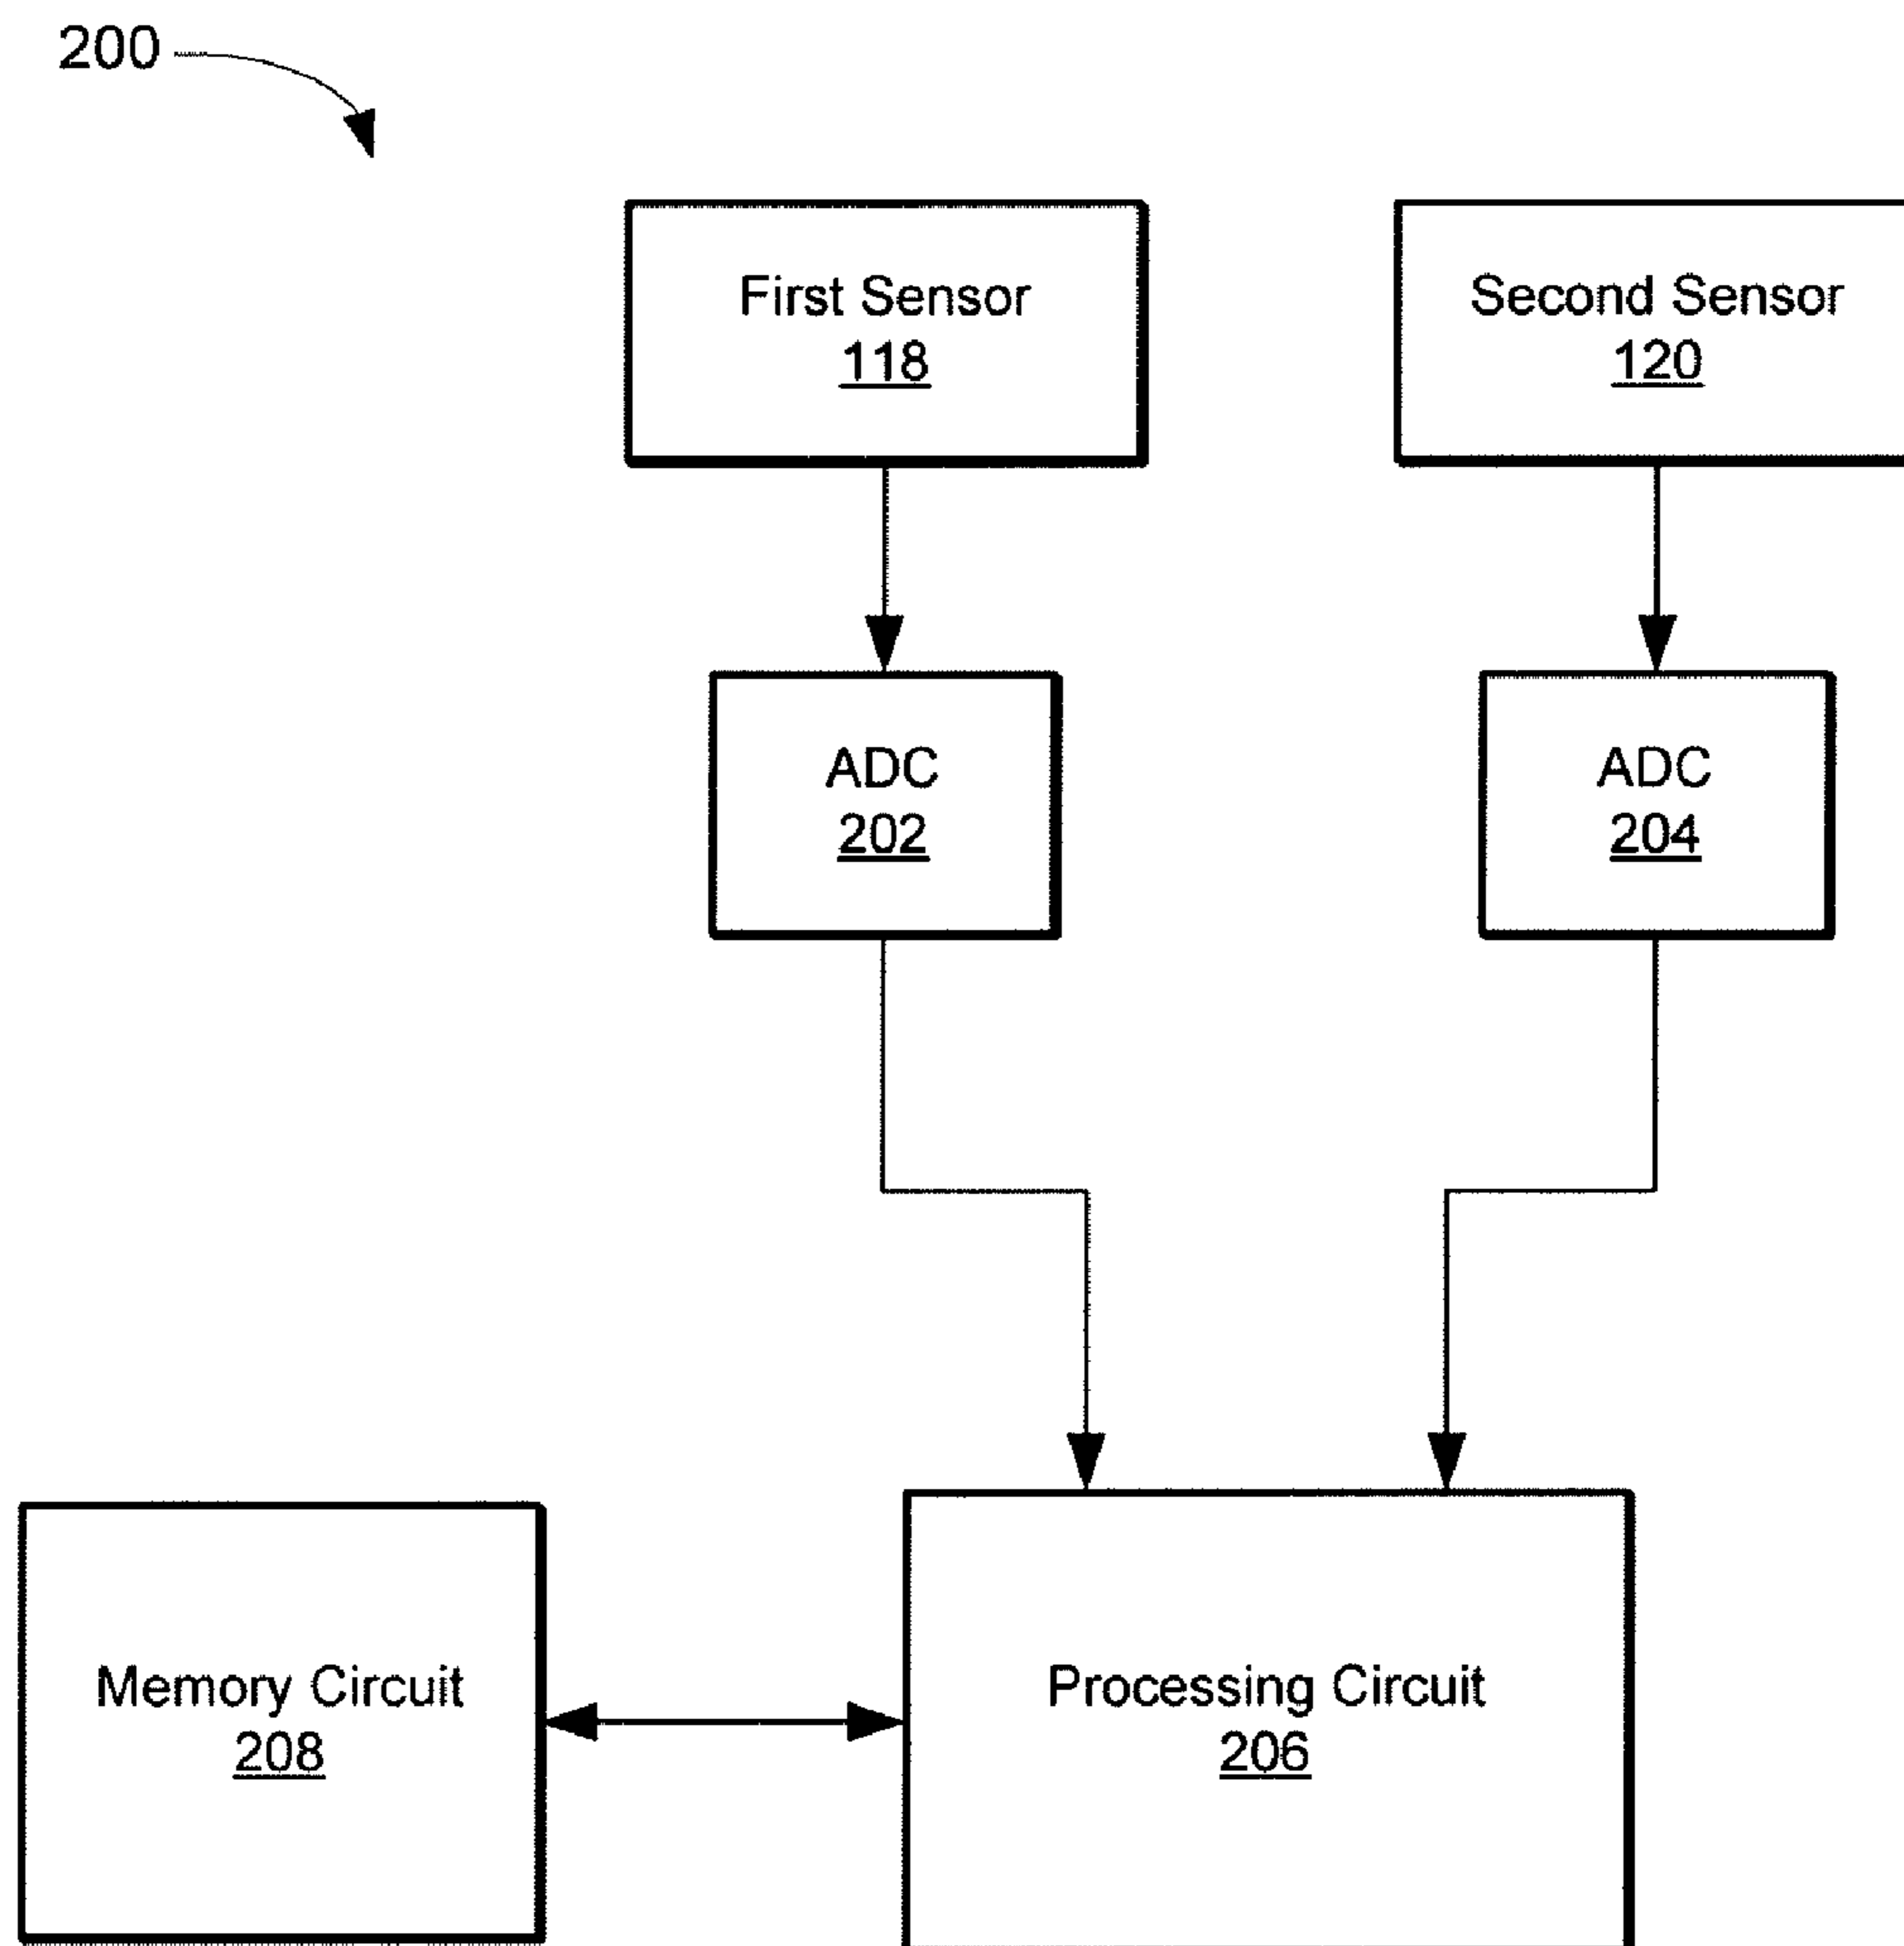 200
First Sensor
118
Second Sensor
120
ADC
202
ADC
204
Memory Circuit
208
Processing Circuit
206